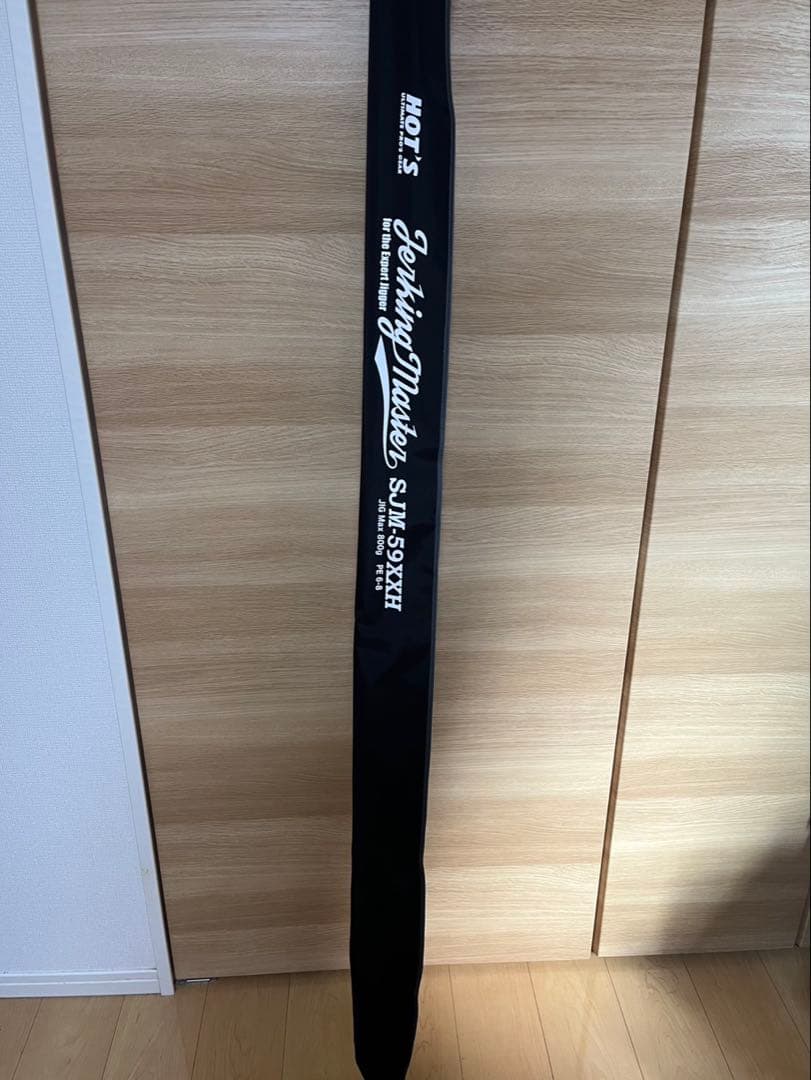 HOT'S
ULTIMATE PRO'S GEAR
Jerking Master
for the Expert Jigger
SJM-59XXH
JIG Max 800g PE 6-8